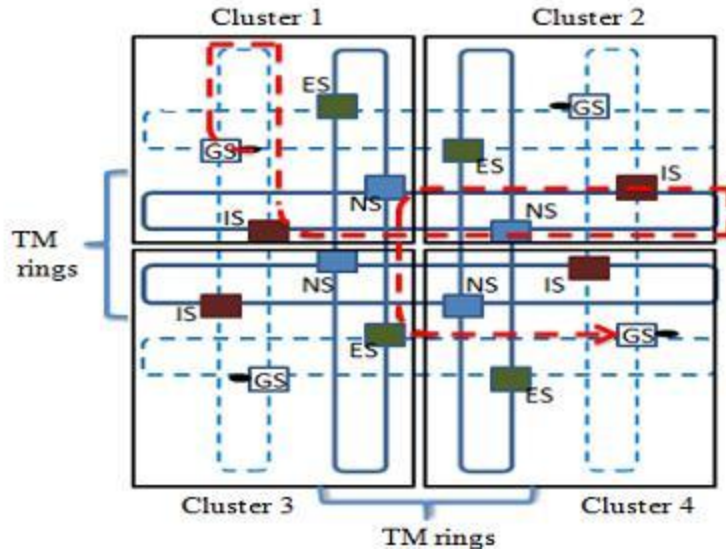 Cluster 1
Cluster 2
ES
GS
GS
ES
IS
NS
IS
NS
TM
rings
NS
IS
IS
NS
ES
GS
GS
ES
Cluster 3
Cluster 4
TM rings